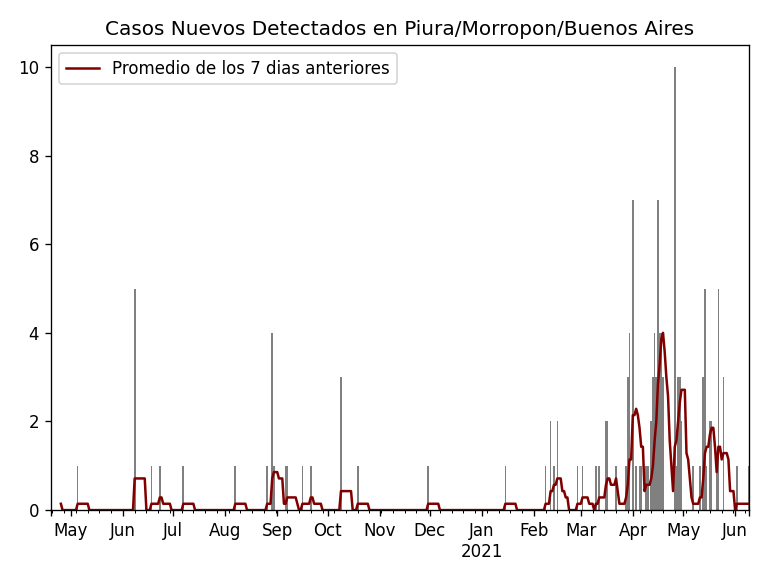 Casos Nuevos Detectados en Piura/Morropon/Buenos Aires
Promedio de los 7 dias anteriores
10
8
6
4
2
0
May Jun Jul Aug Sep Oct Nov Dec Jan Feb Mar Apr May Jun
2021